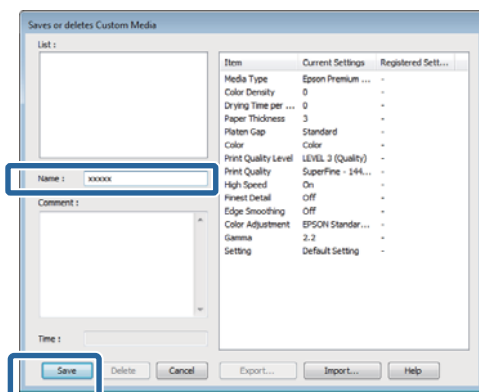 Saves or deletes Custom Media
List :
Item Current Settings Registered Sett...
Media Type Epson Premium ... -
Color Density 0 -
Drying Time per ... 0 -
Paper Thickness 3 -
Platen Gap Standard -
Color Color -
Print Quality Level LEVEL 3 (Quality) -
Print Quality SuperFine - 144... -
High Speed On -
Finest Detail Off -
Edge Smoothing Off -
Color Adjustment EPSON Standar... -
Gamma 2.2 -
Setting Default Setting -
Name : xxxxx
Comment :
Time :
Save Delete Cancel Export... Import... Help